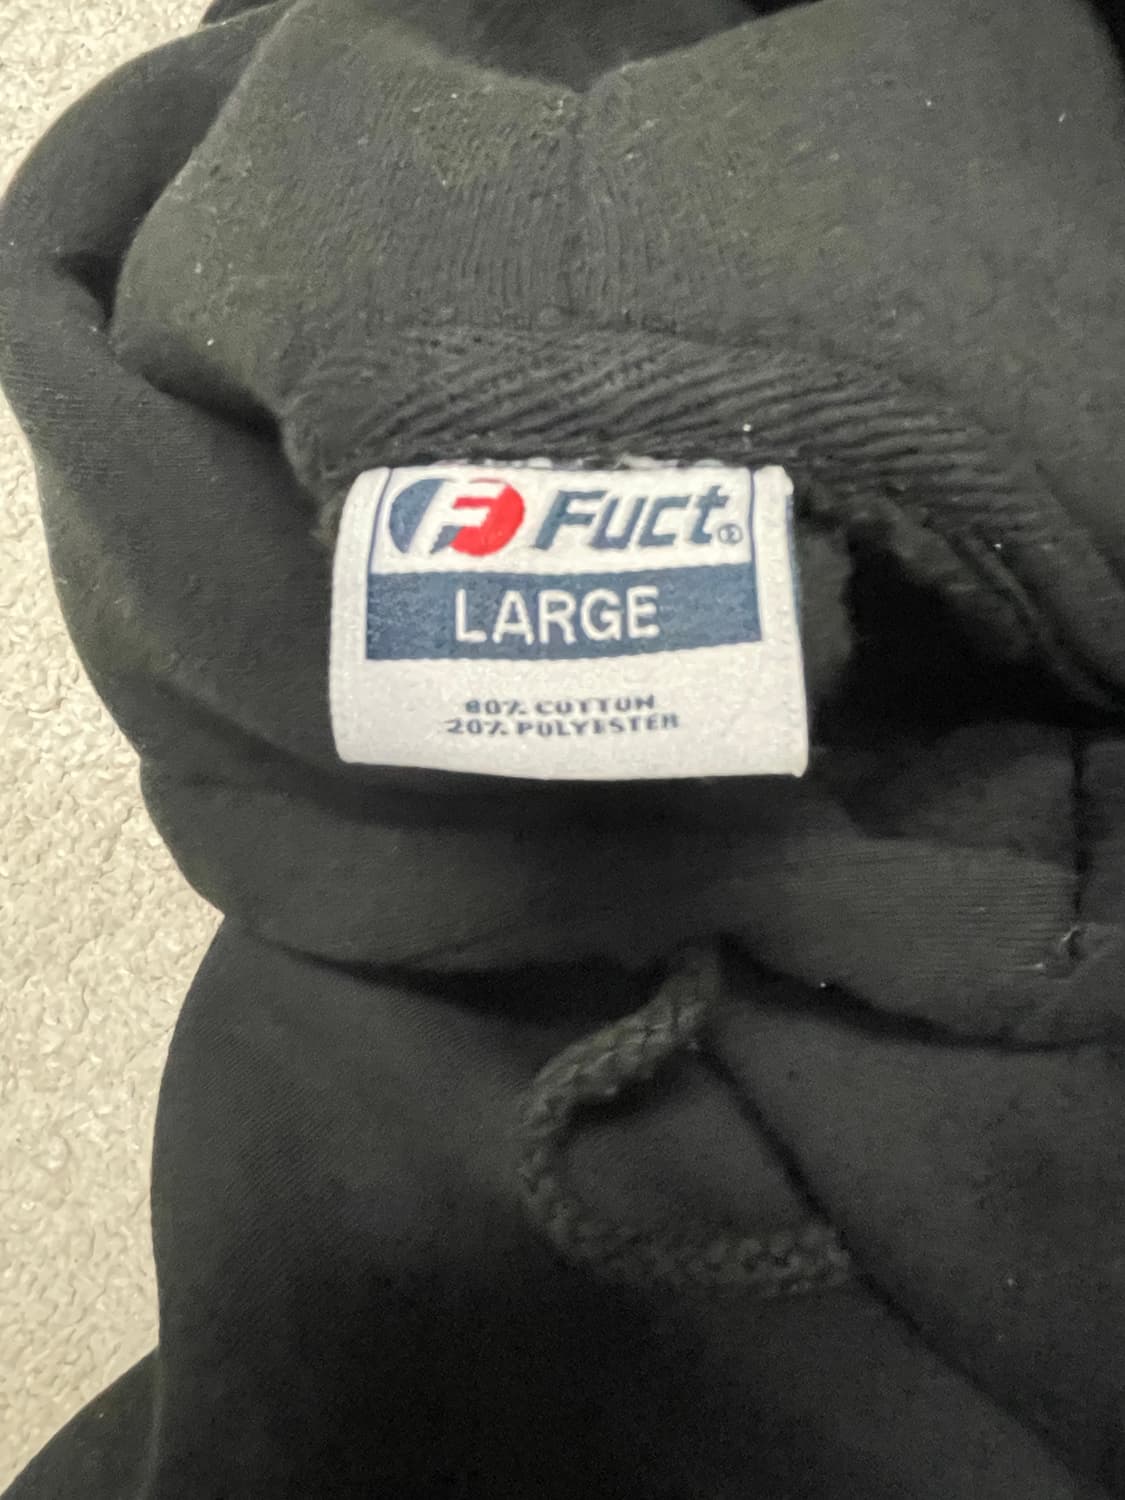 F Fuct®
LARGE
80% COTTON
20% POLYESTER